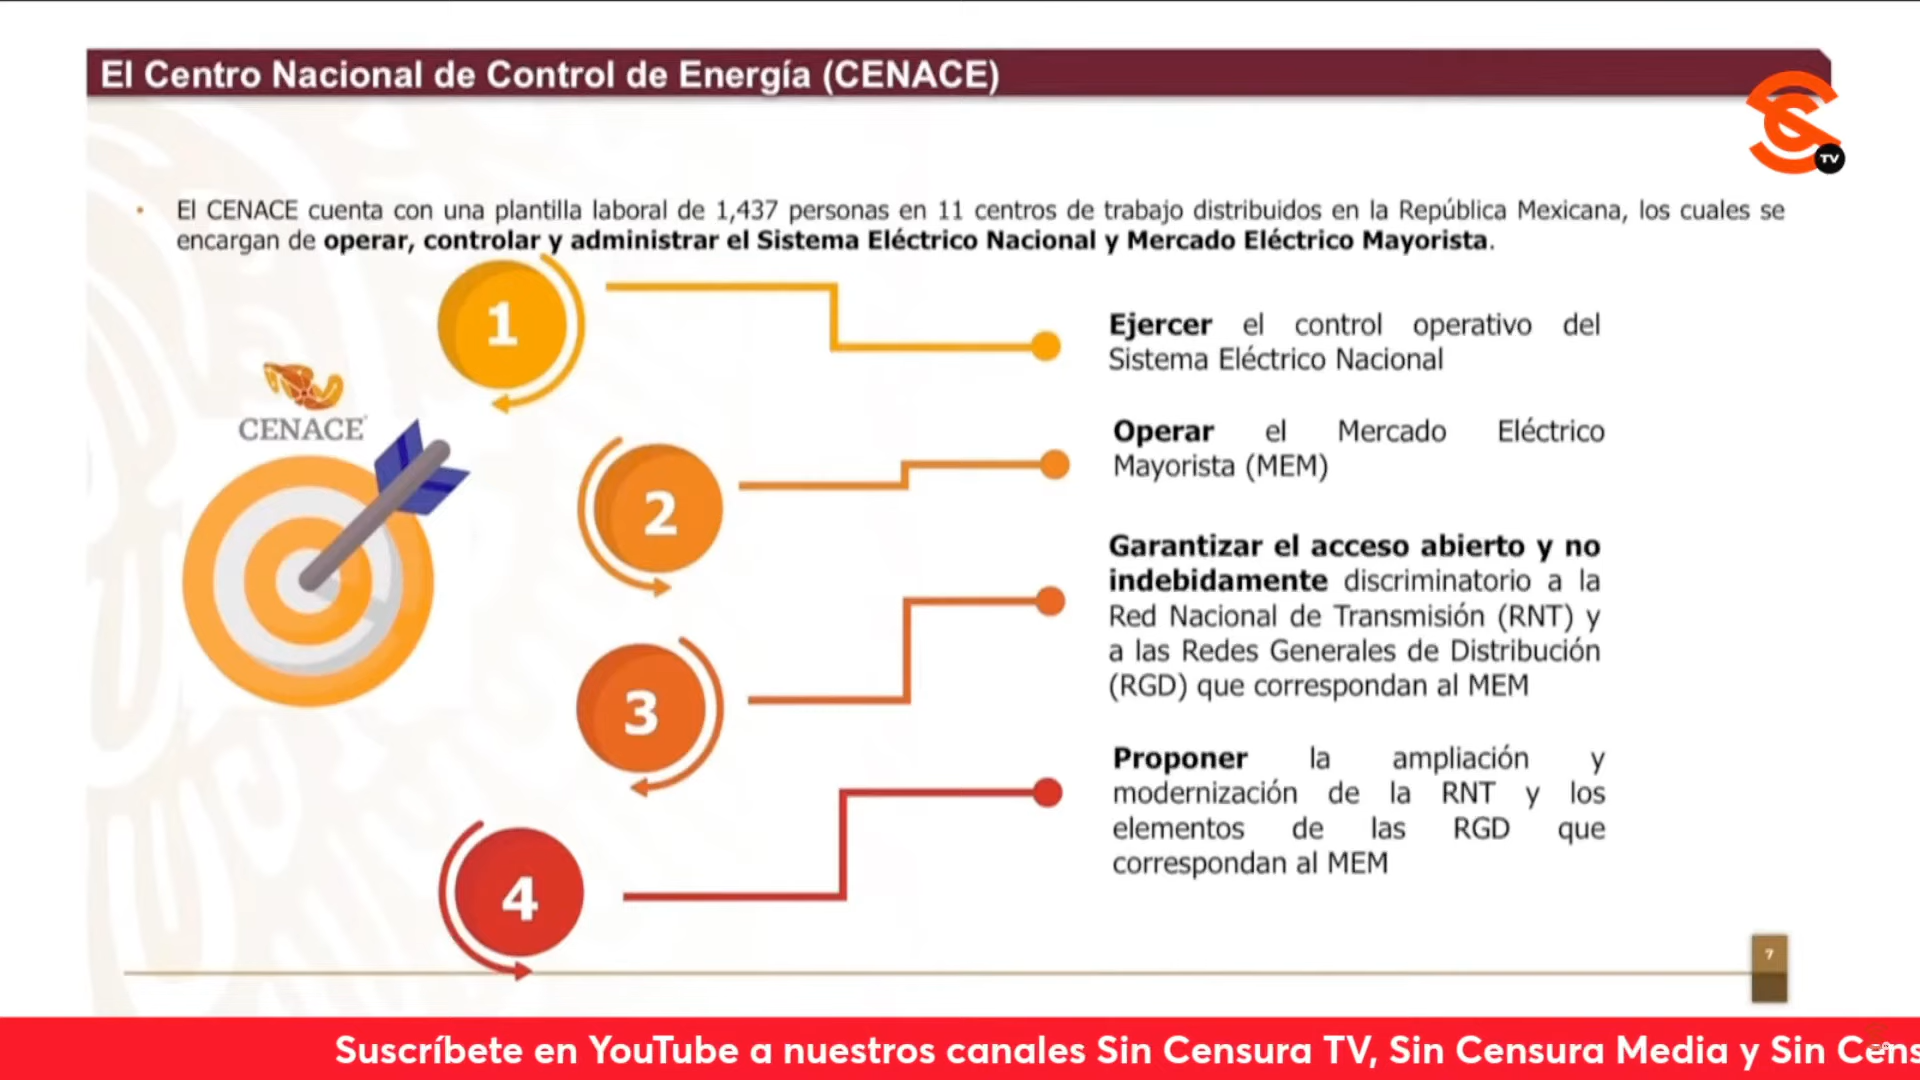 El Centro Nacional de Control de Energía (CENACE)
TV
• El CENACE cuenta con una plantilla laboral de 1,437 personas en 11 centros de trabajo distribuidos en la República Mexicana, los cuales se
encargan de operar, controlar y administrar el Sistema Eléctrico Nacional y Mercado Eléctrico Mayorista.
CENACE
1
Ejercer el control operativo del
Sistema Eléctrico Nacional
2
Operar el Mercado Eléctrico
Mayorista (MEM)
3
Garantizar el acceso abierto y no
indebidamente discriminatorio a la
Red Nacional de Transmisión (RNT) y
a las Redes Generales de Distribución
(RGD) que correspondan al MEM
4
Proponer la ampliación y
modernización de la RNT y los
elementos de las RGD que
correspondan al MEM
7
Suscríbete en YouTube a nuestros canales Sin Censura TV, Sin Censura Media y Sin Cens